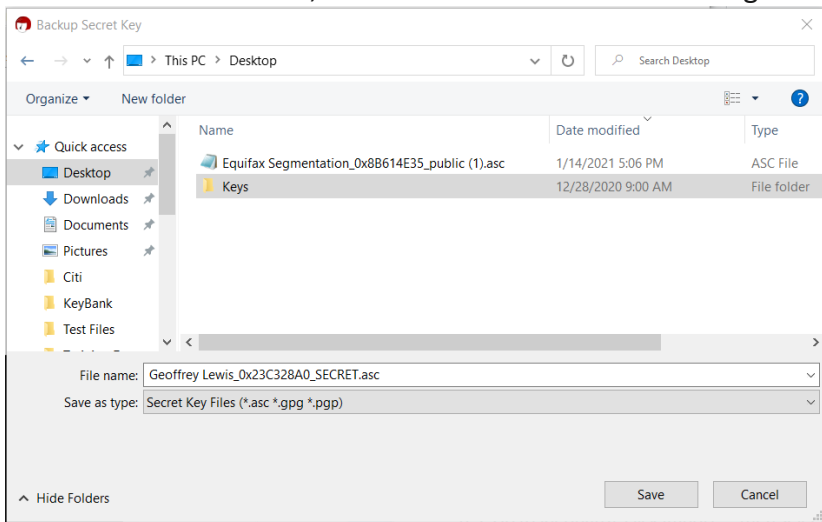 Backup Secret Key
This PC > Desktop
Search Desktop
Organize New folder
Name Date modified Type
Quick access
Desktop
Downloads
Documents
Pictures
Citi
KeyBank
Test Files
Equifax Segmentation_0x8B614E35_public (1).asc 1/14/2021 5:06 PM ASC File
Keys 12/28/2020 9:00 AM File folder
File name: Geoffrey Lewis_0x23C328A0_SECRET.asc
Save as type: Secret Key Files (*.asc *.gpg *.pgp)
Hide Folders Save Cancel